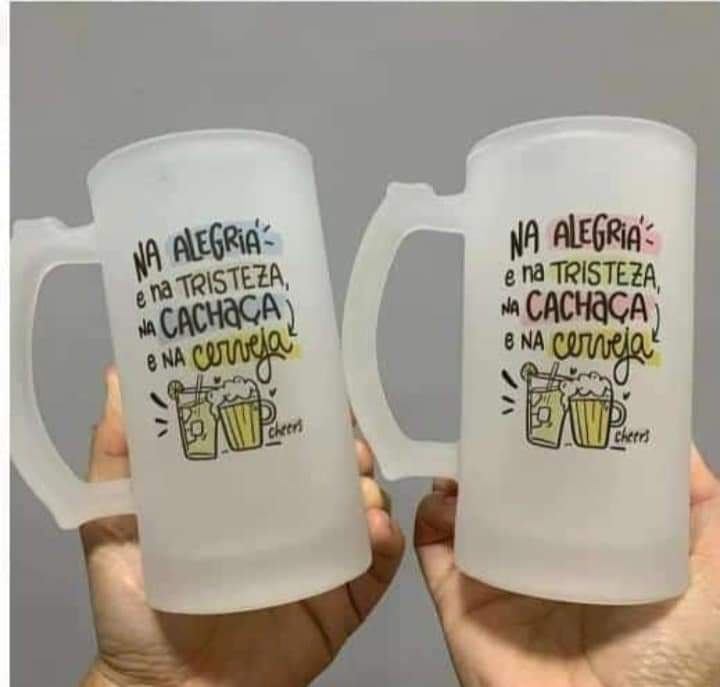 NA ALEGRIA
e na TRISTEZA,
NA CACHAÇA
e NA cerveja
cheers
NA ALEGRIA
e na TRISTEZA,
NA CACHAÇA
e NA cerveja
cheers